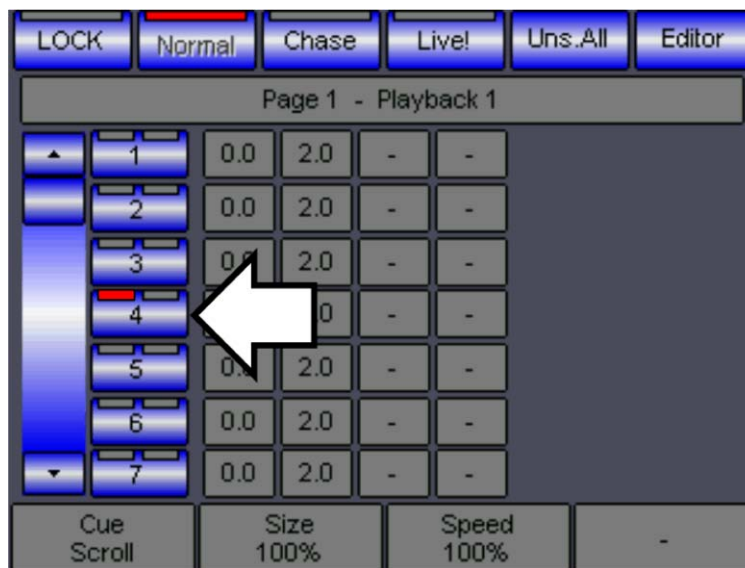 LOCK Normal Chase Live! Uns.All Editor
Page 1 - Playback 1
1 0.0 2.0 - -
2 0.0 2.0 - -
3 2.0 - -
4 - -
5 2.0 - -
6 0.0 2.0 - -
7 0.0 2.0 - -
Cue Size Speed
Scroll 100% 100% -